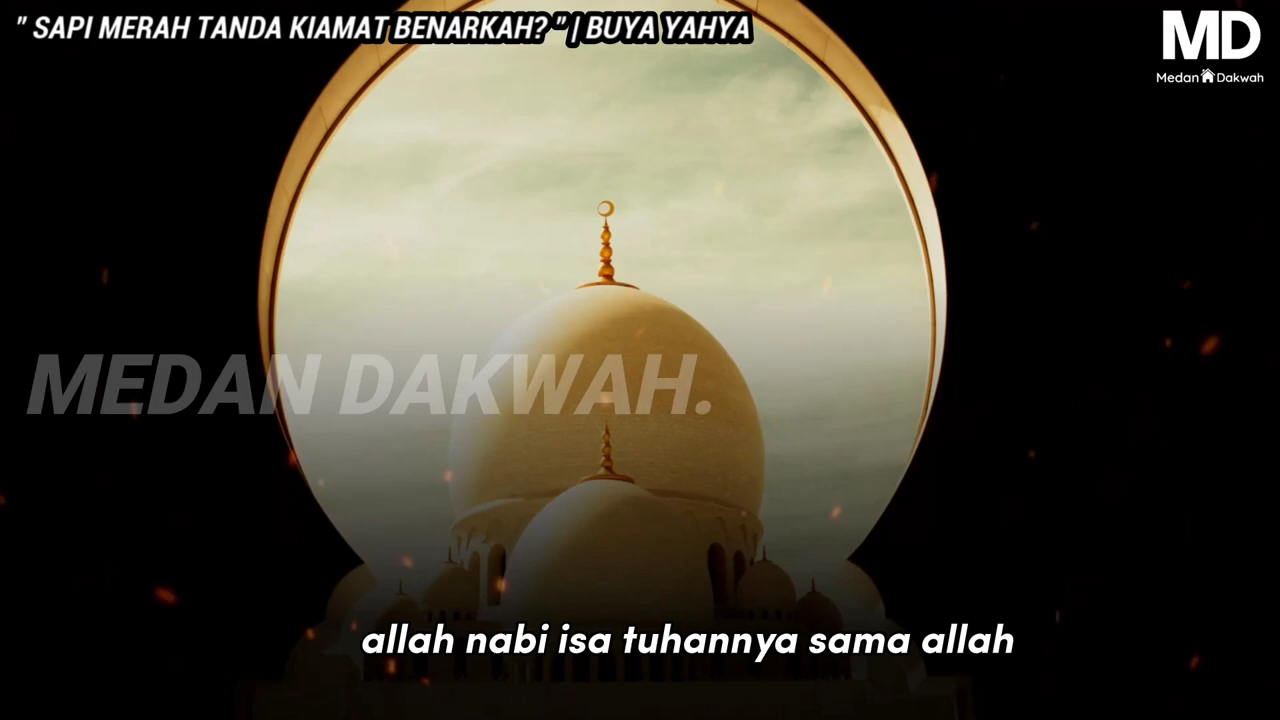 " SAPI MERAH TANDA KIAMAT BENARKAH? " | BUYA YAHYA
MD
Medan Dakwah
MEDAN DAKWAH.
allah nabi isa tuhannya sama allah